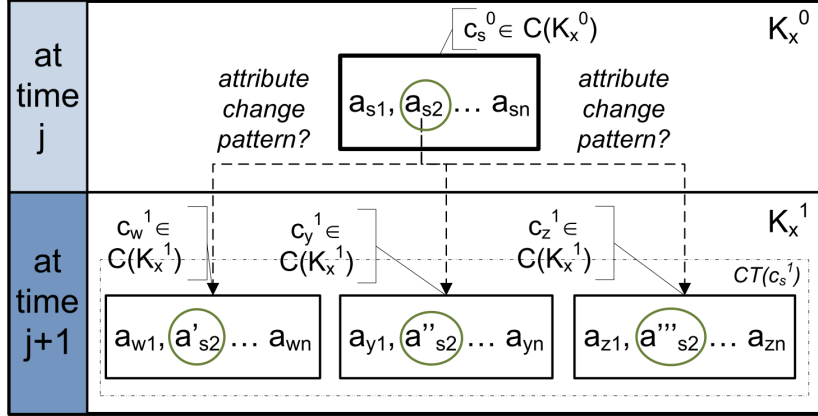 at
time
j
c_s^0 ∈ C(K_x^0)
K_x^0
attribute
change
pattern?
a_s1, a_s2 ... a_sn
attribute
change
pattern?
at
time
j+1
c_w^1 ∈
C(K_x^1)
c_y^1 ∈
C(K_x^1)
c_z^1 ∈
C(K_x^1)
K_x^1
CT(c_s^1)
a_w1, a'_s2 ... a_wn
a_y1, a''_s2 ... a_yn
a_z1, a'''_s2 ... a_zn